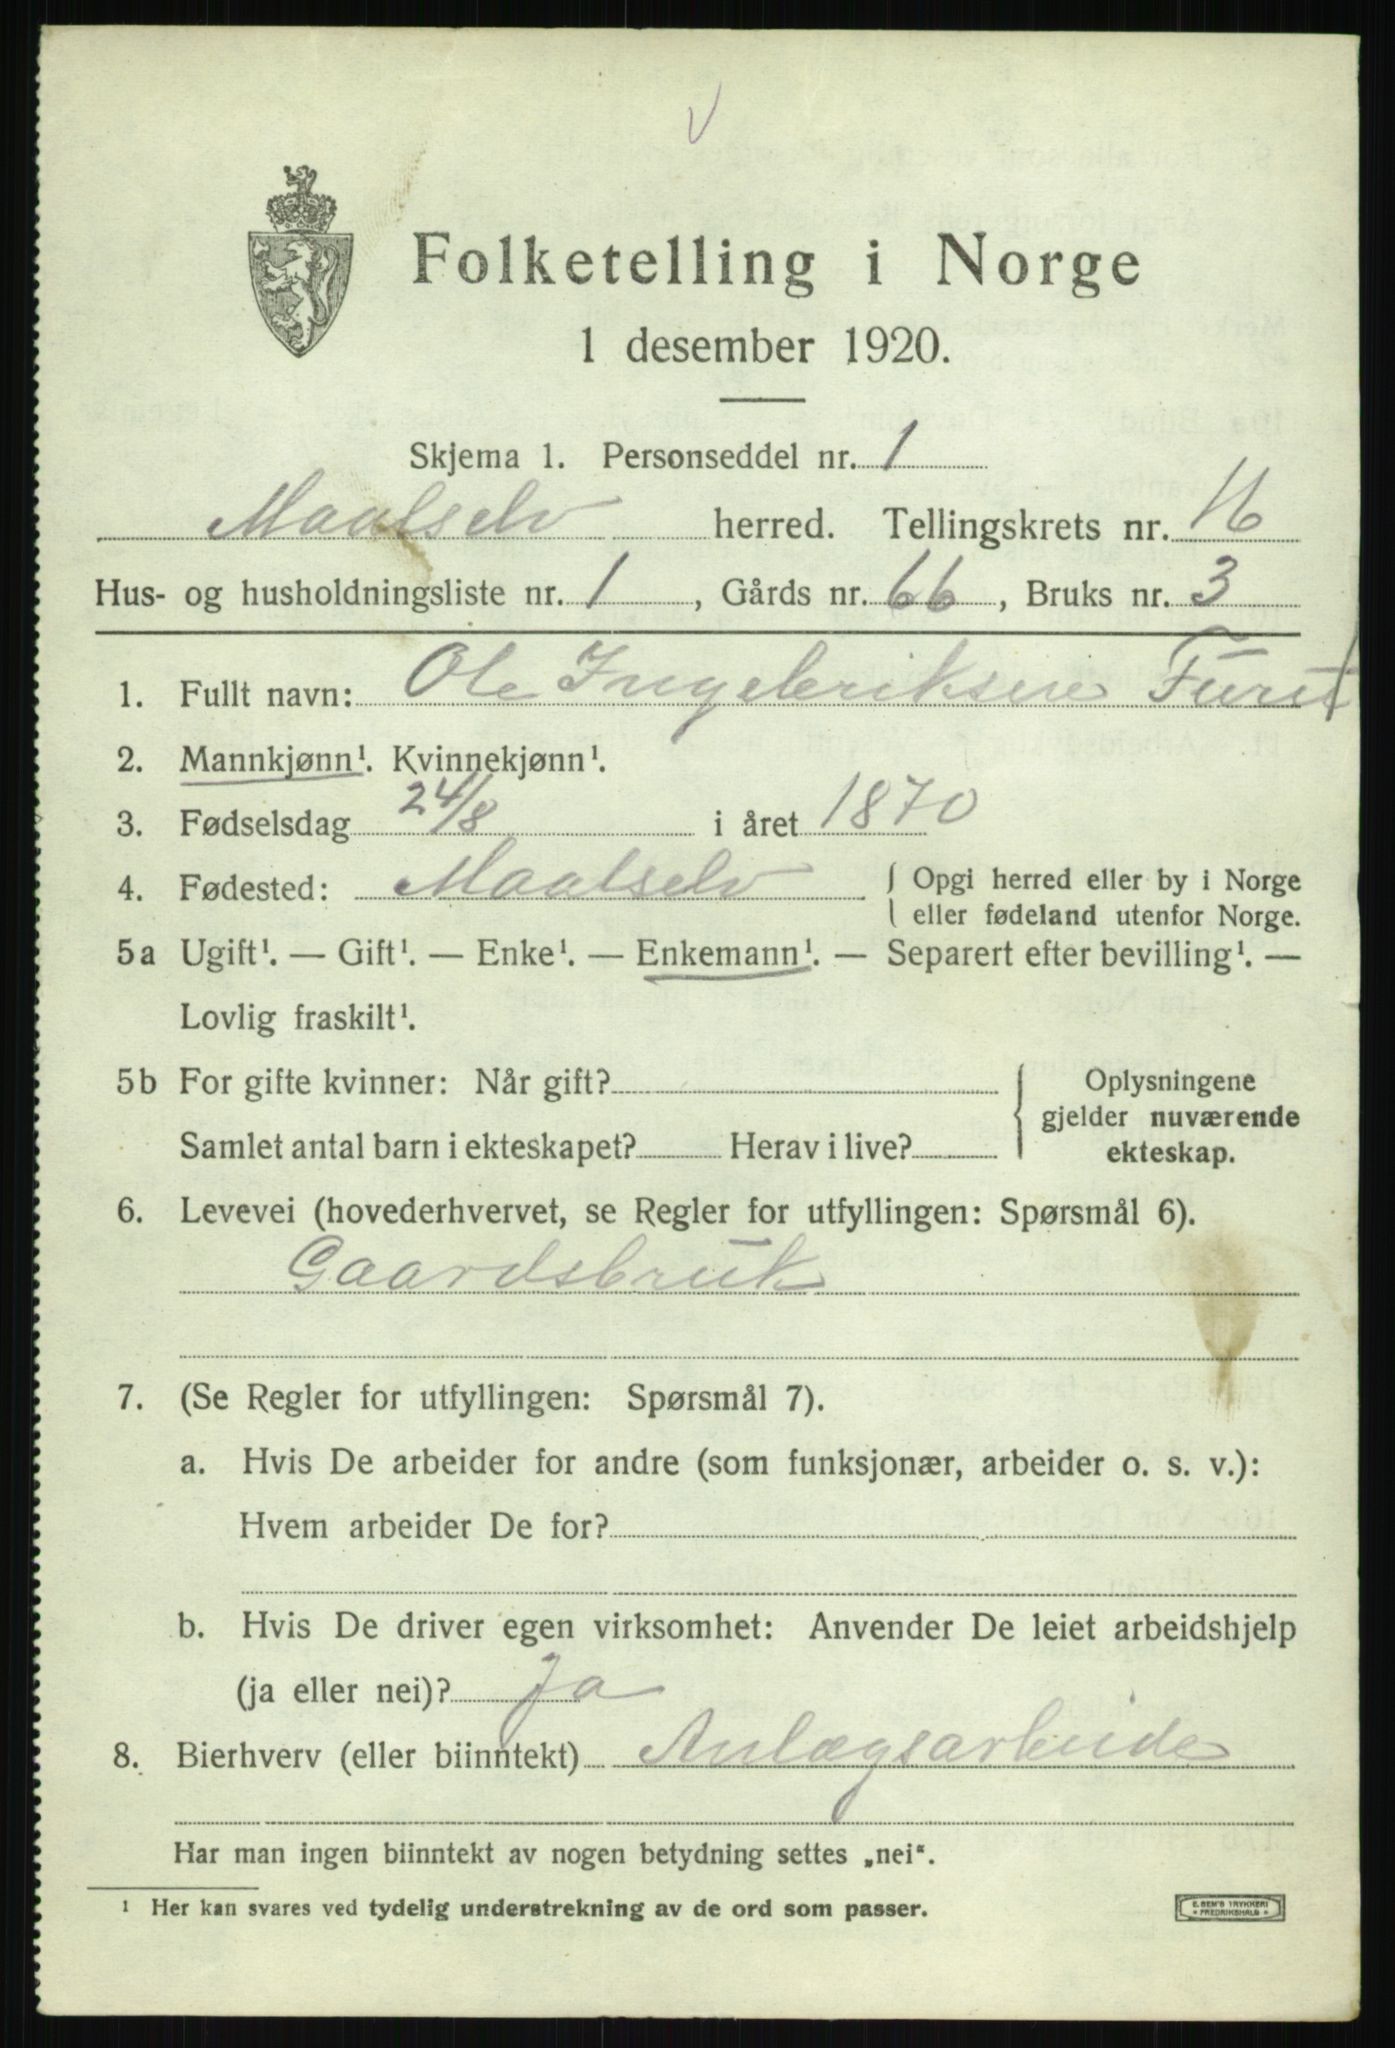 V
Folketelling i Norge
1 desember 1920.
Skjema 1. Personseddel nr. 1
Maalselv herred. Tellingskrets nr. 11
Hus- og husholdningsliste nr. 1, Gårds nr. 66, Bruks nr. 3
1. Fullt navn: Ole Ingebriksen
2. Mannkjønn¹. Kvinnekjønn¹.
3. Fødselsdag 24/8 i året 1870
4. Fødested: Maalselv { Opgi herred eller by i Norge
eller fødeland utenfor Norge.
5a Ugift¹. — Gift¹. — Enke¹. — Enkemann¹. — Separert efter bevilling¹. —
Lovlig fraskilt¹.
5b For gifte kvinner: Når gift? { Oplysningene
gjelder nuværende
Samlet antal barn i ekteskapet? Herav i live? ekteskap.
6. Levevei (hovederhvervet, se Regler for utfyllingen: Spørsmål 6).
Gaardsbruk
7. (Se Regler for utfyllingen: Spørsmål 7).
a. Hvis De arbeider for andre (som funksjonær, arbeider o. s. v.):
Hvem arbeider De for?
b. Hvis De driver egen virksomhet: Anvender De leiet arbeidshjelp
(ja eller nei)? Ja
8. Bierhverv (eller biinntekt) Anlægsarbeide
Har man ingen biinntekt av nogen betydning settes „nei“.
¹ Her kan svares ved tydelig understrekning av de ord som passer.
E. SEM'S TRYKKERI
* FREDRIKSHALD *